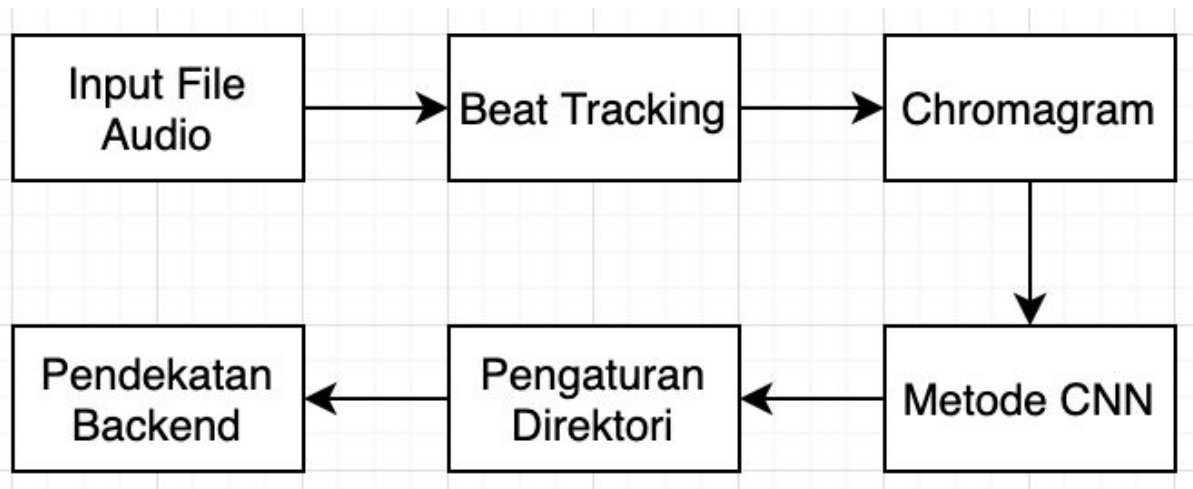 Input File
Audio
Beat Tracking
Chromagram
Pendekatan
Backend
Pengaturan
Direktori
Metode CNN